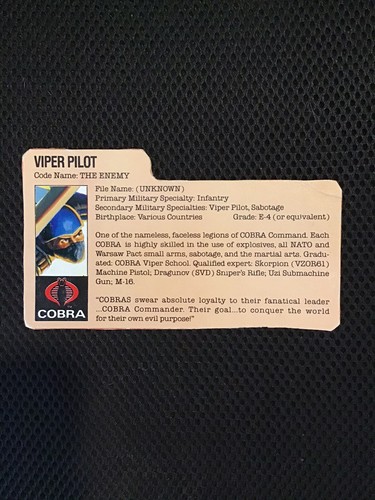 VIPER PILOT
Code Name: THE ENEMY
File Name: (UNKNOWN)
Primary Military Specialty: Infantry
Secondary Military Specialties: Viper Pilot, Sabotage
Birthplace: Various Countries Grade: E-4 (or equivalent)
One of the nameless, faceless legions of COBRA Command. Each
COBRA is highly skilled in the use of explosives, all NATO and
Warsaw Pact small arms, sabotage, and the martial arts. Gradu-
ated: COBRA Viper School. Qualified expert: Skorpion (VZOR61)
Machine Pistol; Dragunov (SVD) Sniper's Rifle; Uzi Submachine
Gun; M-16.
"COBRAS swear absolute loyalty to their fanatical leader
...COBRA Commander. Their goal...to conquer the world
for their own evil purpose!"
COBRA